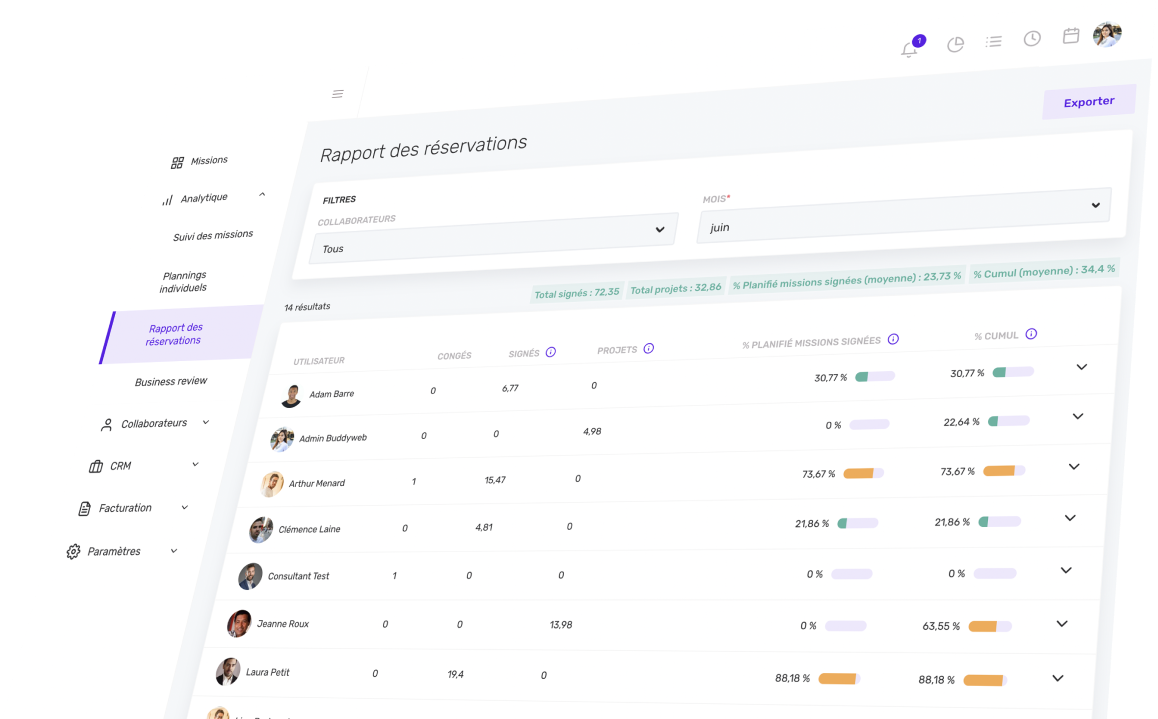 1
Exporter
Rapport des réservations
Missions
Analytique
Suivi des missions
Plannings
individuels
Rapport des
réservations
Business review
Collaborateurs
CRM
Facturation
Paramètres
FILTRES
COLLABORATEURS
Tous
MOIS*
juin
14 résultats
Total signés : 72,35
Total projets : 32,86
% Planifié missions signées (moyenne) : 23,73 %
% Cumul (moyenne) : 34,4 %
UTILISATEUR CONGÉS SIGNÉS PROJETS % PLANIFIÉ MISSIONS SIGNÉES % CUMUL
Adam Barre 0 6,77 0 30,77 % 30,77 %
Admin Buddyweb 0 0 4,98 0 % 22,64 %
Arthur Menard 1 15,47 0 73,67 % 73,67 %
Clémence Laine 0 4,81 0 21,86 % 21,86 %
Consultant Test 1 0 0 0 % 0 %
Jeanne Roux 0 0 13,98 0 % 63,55 %
Laura Petit 0 19,4 0 88,18 % 88,18 %